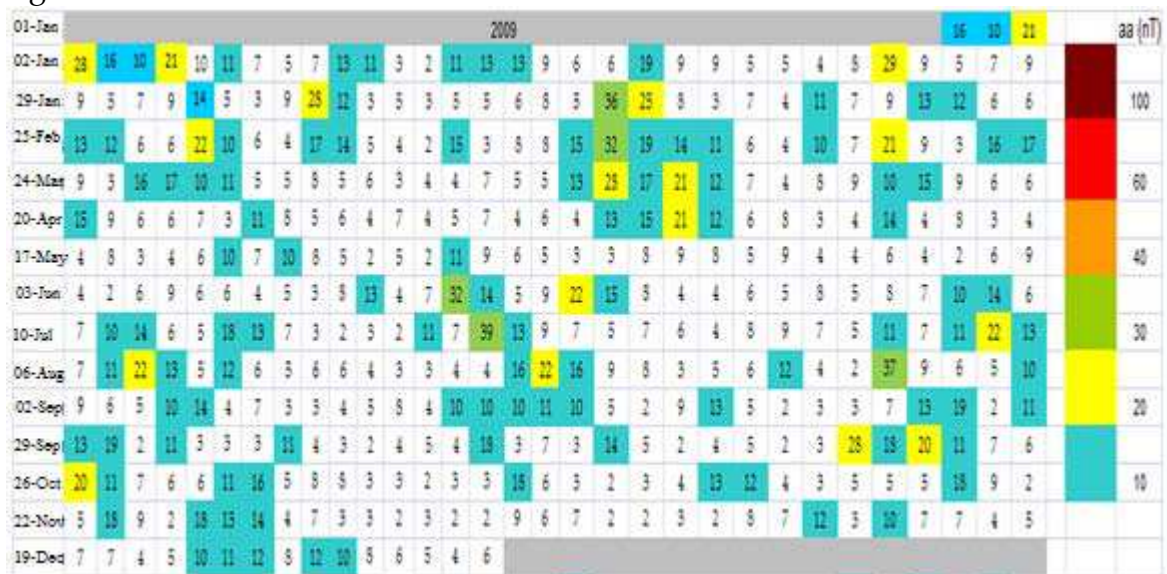 01-Jan 2009 16 10 21 aa (nT)
02-Jan 28 16 10 21 10 11 7 5 7 13 11 3 2 11 13 13 9 6 6 19 9 9 5 5 4 8 29 9 5 7 9
29-Jan 9 5 7 9 14 5 3 9 25 12 3 5 3 5 5 6 8 5 36 25 8 3 7 4 11 7 9 13 12 6 6 100
25-Feb 13 12 6 6 22 10 6 4 17 14 5 4 2 15 3 8 8 15 32 19 14 11 6 4 10 7 21 9 3 16 17
24-Mar 9 3 16 17 10 11 5 5 8 5 6 3 4 4 7 5 5 13 25 17 21 12 7 4 8 9 10 15 9 6 6 60
20-Apr 15 9 6 6 7 3 11 8 5 6 4 7 4 5 7 4 6 4 13 15 21 12 6 8 3 4 14 4 8 3 4
17-May 4 8 3 4 6 10 7 10 8 5 2 5 2 11 9 6 5 3 3 8 9 8 5 9 4 4 6 4 2 6 9 40
03-Jun 4 2 6 9 6 6 4 5 3 8 13 4 7 32 14 5 9 22 15 8 4 4 6 5 8 5 8 7 10 14 6
10-Jul 7 10 14 6 5 18 13 7 3 2 3 2 11 7 39 13 9 7 5 7 6 4 8 9 7 5 11 7 11 22 13 30
06-Aug 7 11 22 13 5 12 6 5 6 6 4 3 3 4 4 16 22 16 9 8 3 5 6 12 4 2 37 9 6 5 10
02-Sep 9 6 5 10 14 4 7 3 3 4 5 8 4 10 10 10 11 10 5 2 9 13 5 2 3 3 7 13 19 2 11 20
29-Sep 13 19 2 11 3 3 3 11 4 3 2 4 5 4 18 3 7 3 14 5 2 4 5 2 3 28 18 20 11 7 6
26-Oct 20 11 7 6 6 11 16 5 8 8 3 3 2 3 3 18 6 3 2 3 4 13 12 4 3 5 5 5 18 9 2 10
22-Nov 5 18 9 2 18 13 14 4 7 3 3 2 3 2 2 9 6 7 2 2 3 2 8 7 12 3 10 7 7 4 5
19-Dec 7 7 4 5 10 11 12 8 12 10 8 6 5 4 6